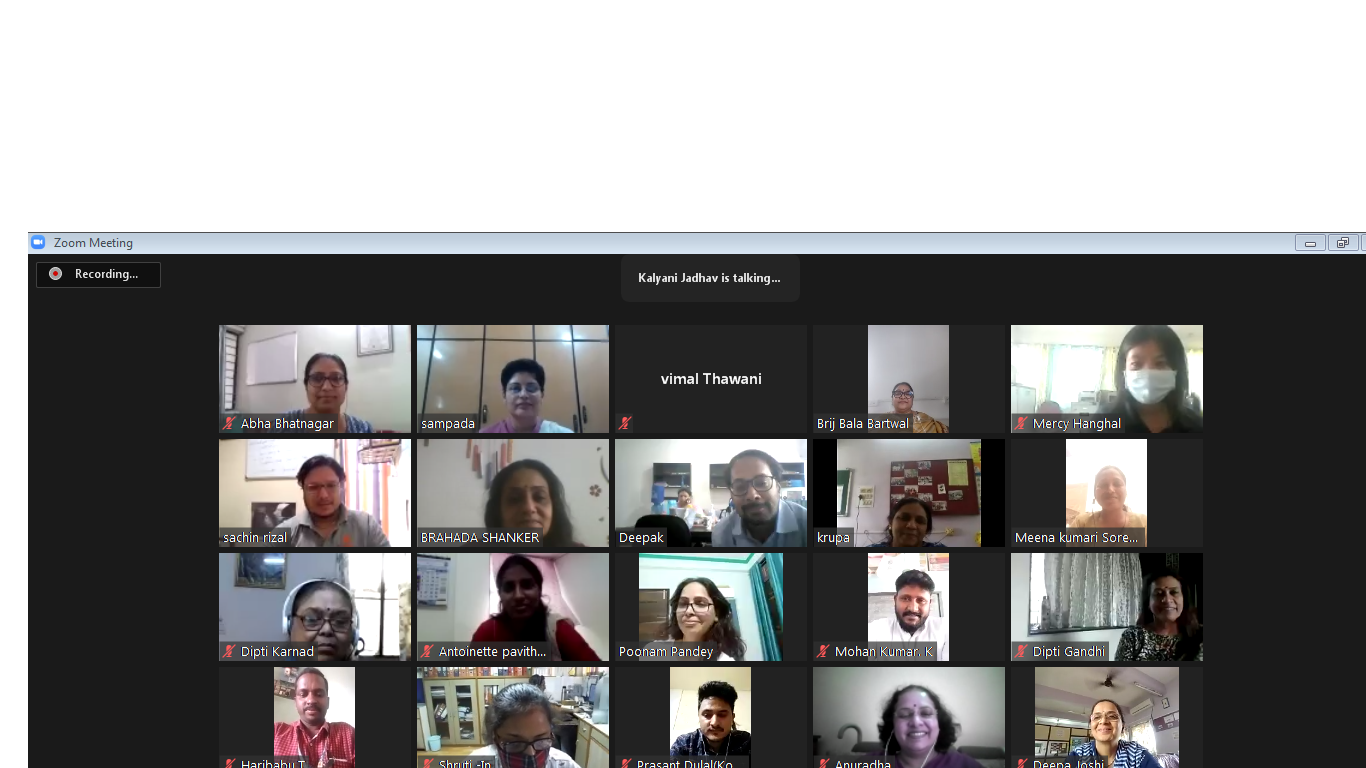 Zoom Meeting
Recording...
Kalyani Jadhav is talking...
Abha Bhatnagar
sampada
vimal Thawani
Brij Bala Bartwal
Mercy Hanghal
sachin rizal
BRAHADA SHANKER
Deepak
krupa
Meena kumari Sore...
Dipti Karnad
Antoinette pavith...
Poonam Pandey
Mohan Kumar. K
Dipti Gandhi
Haribabu T
Shruti -In
Prasant Dulal(Ko
Anuradha
Deepa Joshi